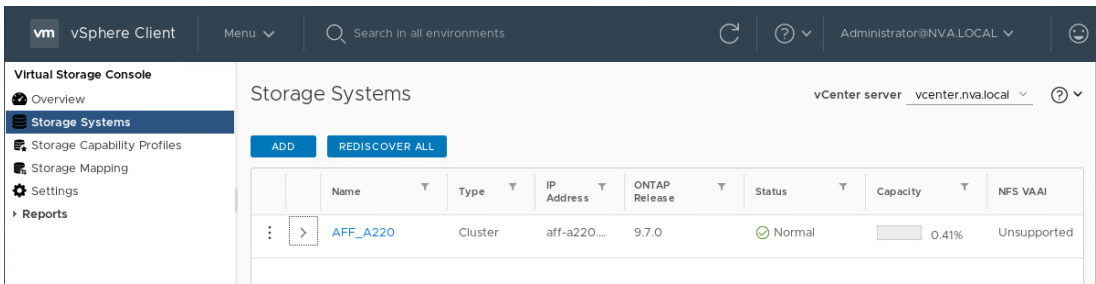 vm vSphere Client Menu Search in all environments Administrator@NVA.LOCAL
Virtual Storage Console
Overview
Storage Systems
Storage Capability Profiles
Storage Mapping
Settings
Reports
Storage Systems
vCenter server vcenter.nva.local
ADD REDISCOVER ALL
Name Type IP Address ONTAP Release Status Capacity NFS VAAI
AFF_A220 Cluster aff-a220.... 9.7.0 Normal 0.41% Unsupported